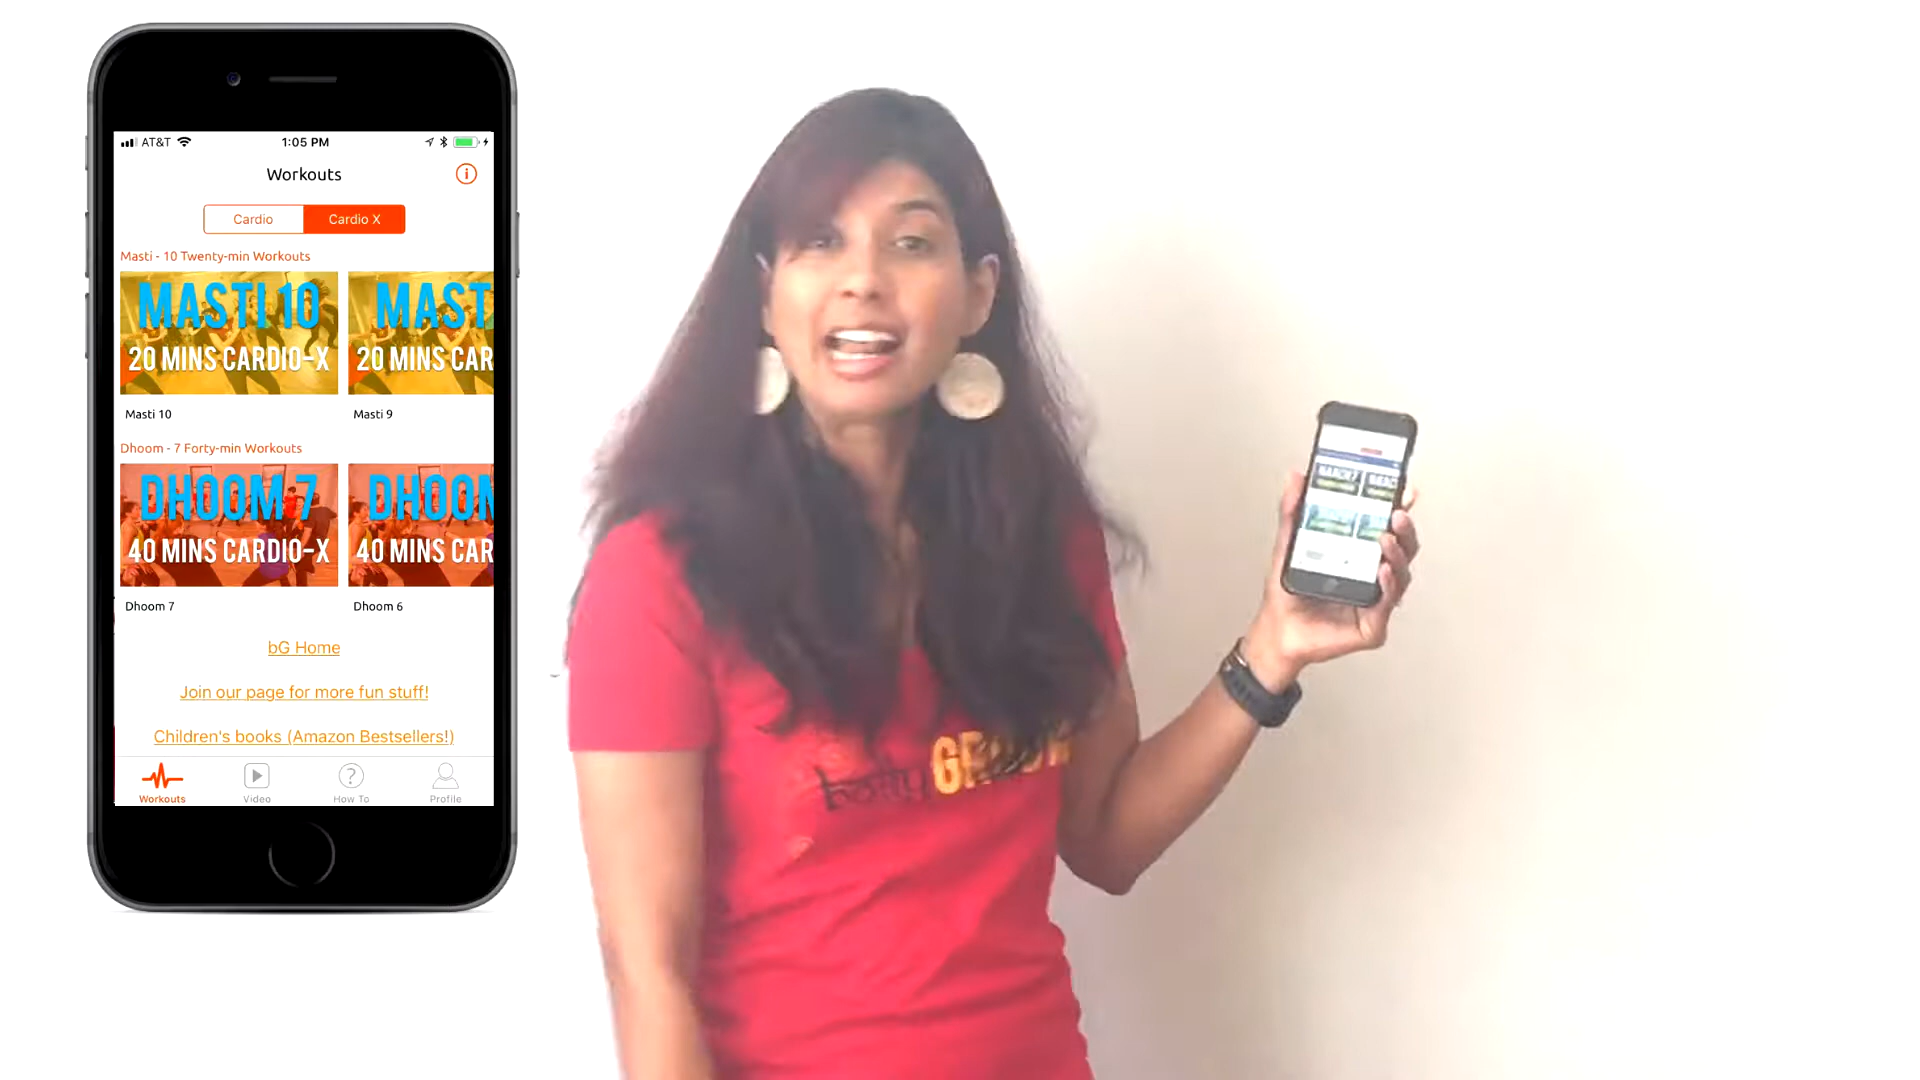 AT&T
1:05 PM
Workouts
Cardio
Cardio X
Masti - 10 Twenty-min Workouts
MASTI 10
20 MINS CARDIO-X
MAST
20 MINS CAR
Masti 10
Masti 9
Dhoom - 7 Forty-min Workouts
DHOOM 7
40 MINS CARDIO-X
DHOOM
40 MINS CAR
Dhoom 7
Dhoom 6
bG Home
Join our page for more fun stuff!
Children's books (Amazon Bestsellers!)
Workouts
Video
How To
Profile
bolly